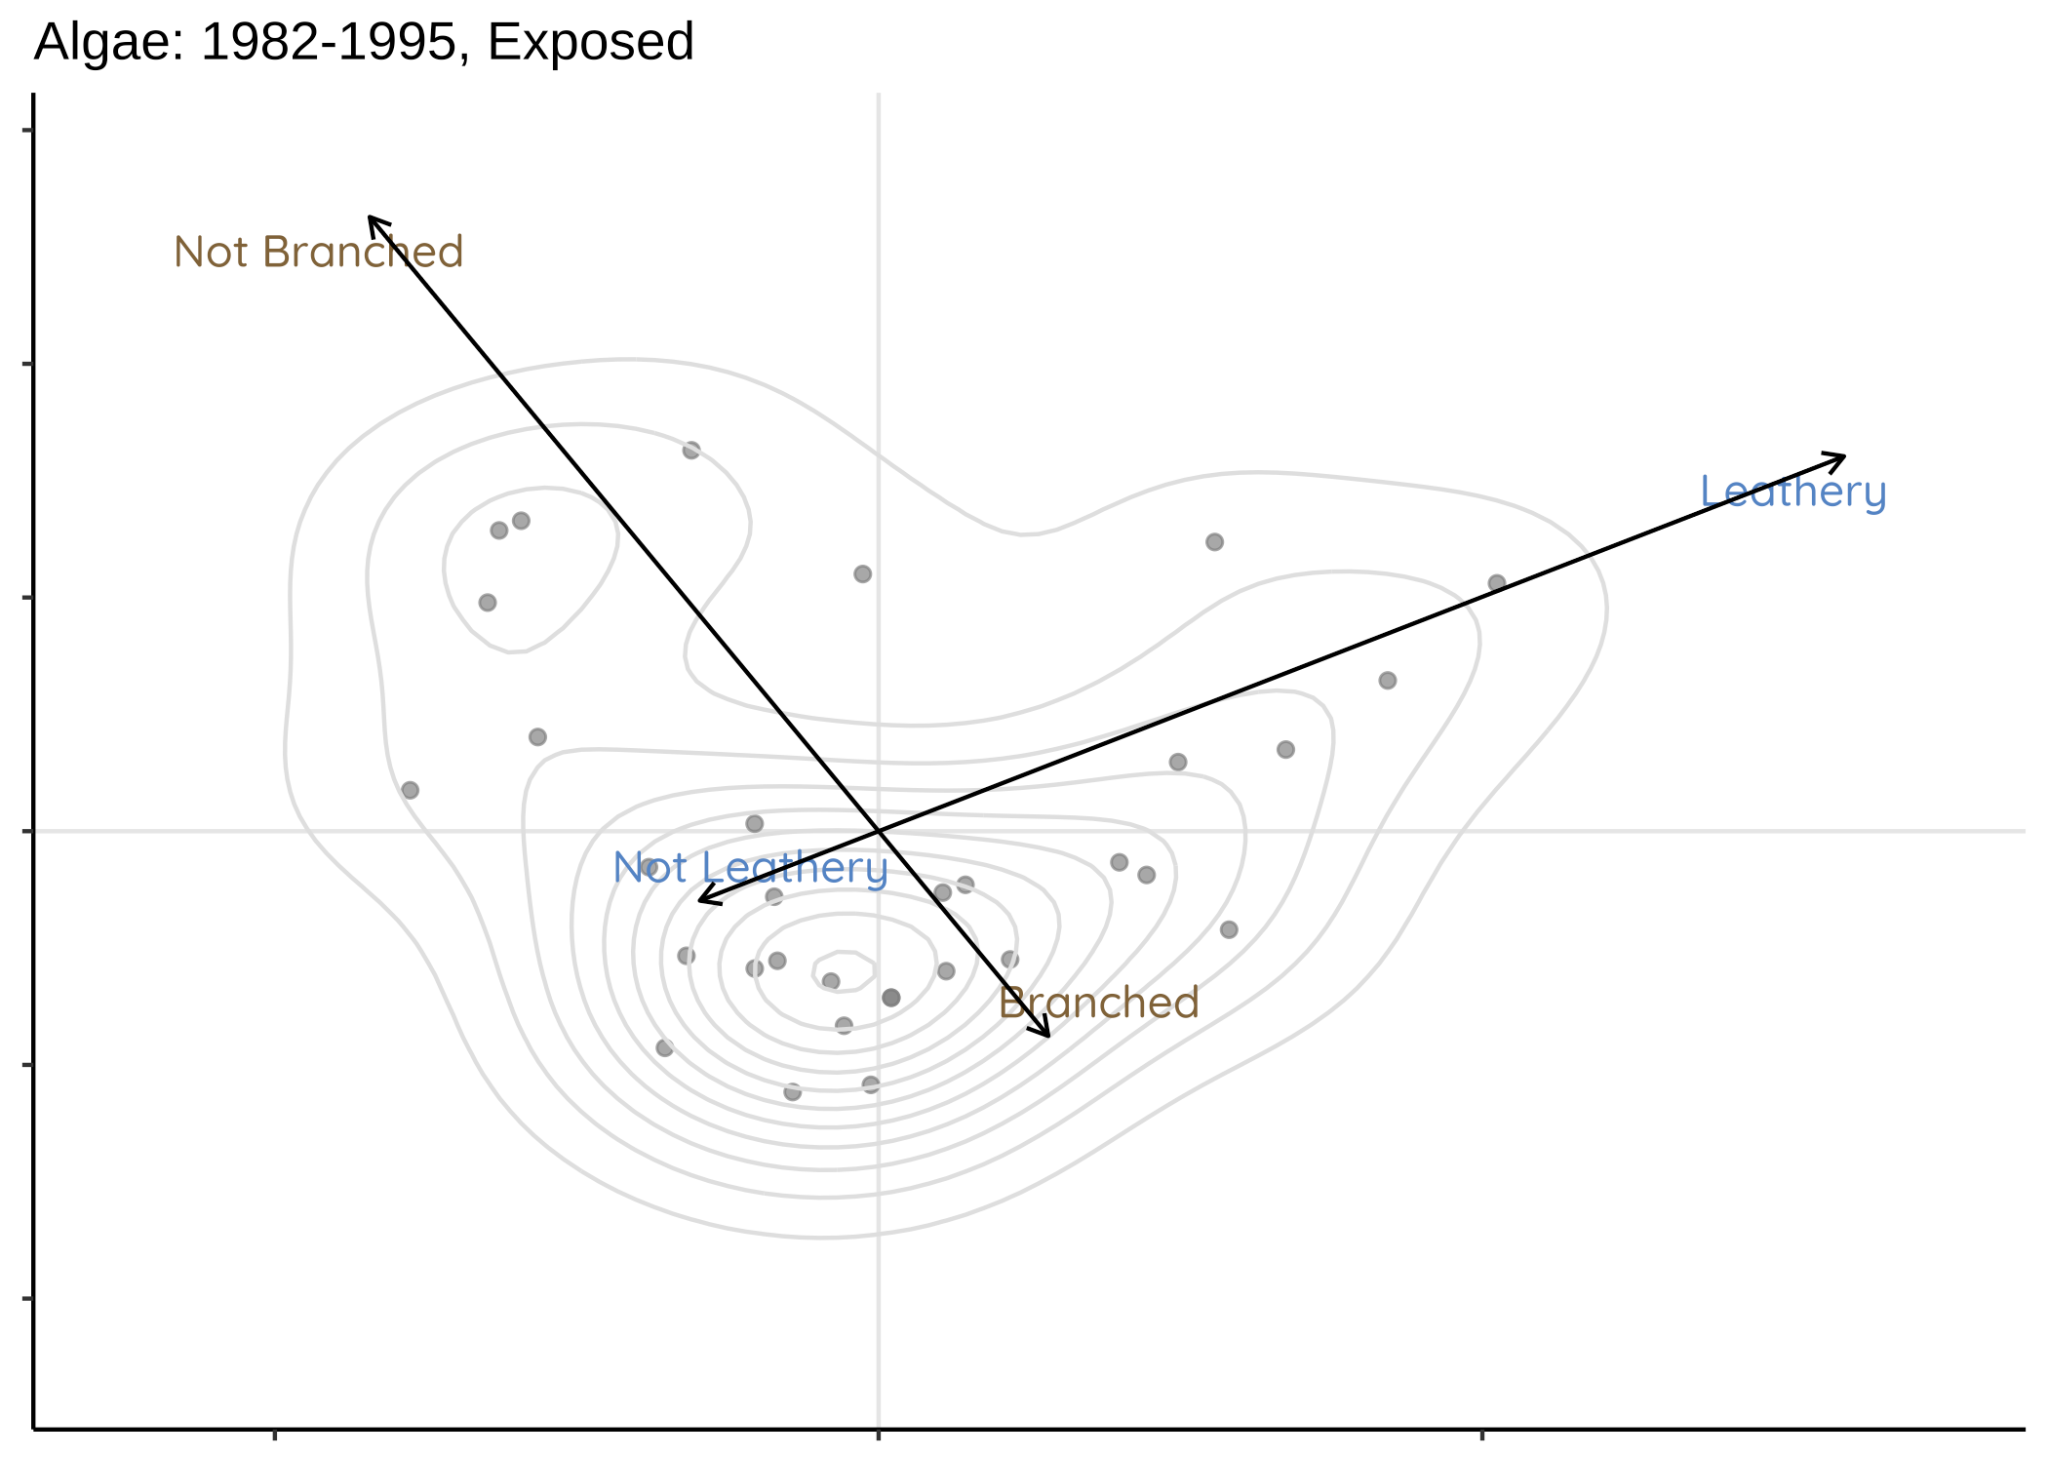 Algae: 1982-1995, Exposed
Not Branched
Leathery
Not Leathery
Branched